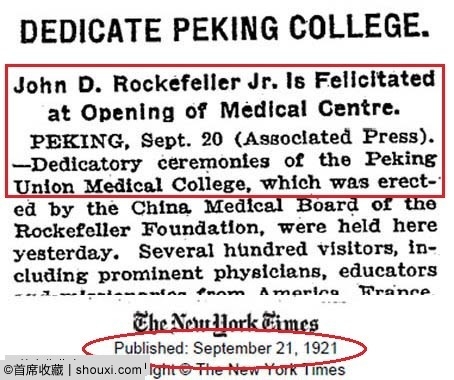 DEDICATE PEKING COLLEGE.
John D. Rockefeller Jr. Is Felicitated
at Opening of Medical Centre.
PEKING, Sept. 20 (Associated Press).
—Dedicatory ceremonies of the Peking
Union Medical College, which was erect-
ed by the China Medical Board of the
Rockefeller Foundation, were held here
yesterday. Several hundred visitors, in-
cluding prominent physicians, educators
from America, France,
The New York Times
Published: September 21, 1921
© The New York Times
©首席收藏 | shouxi.com